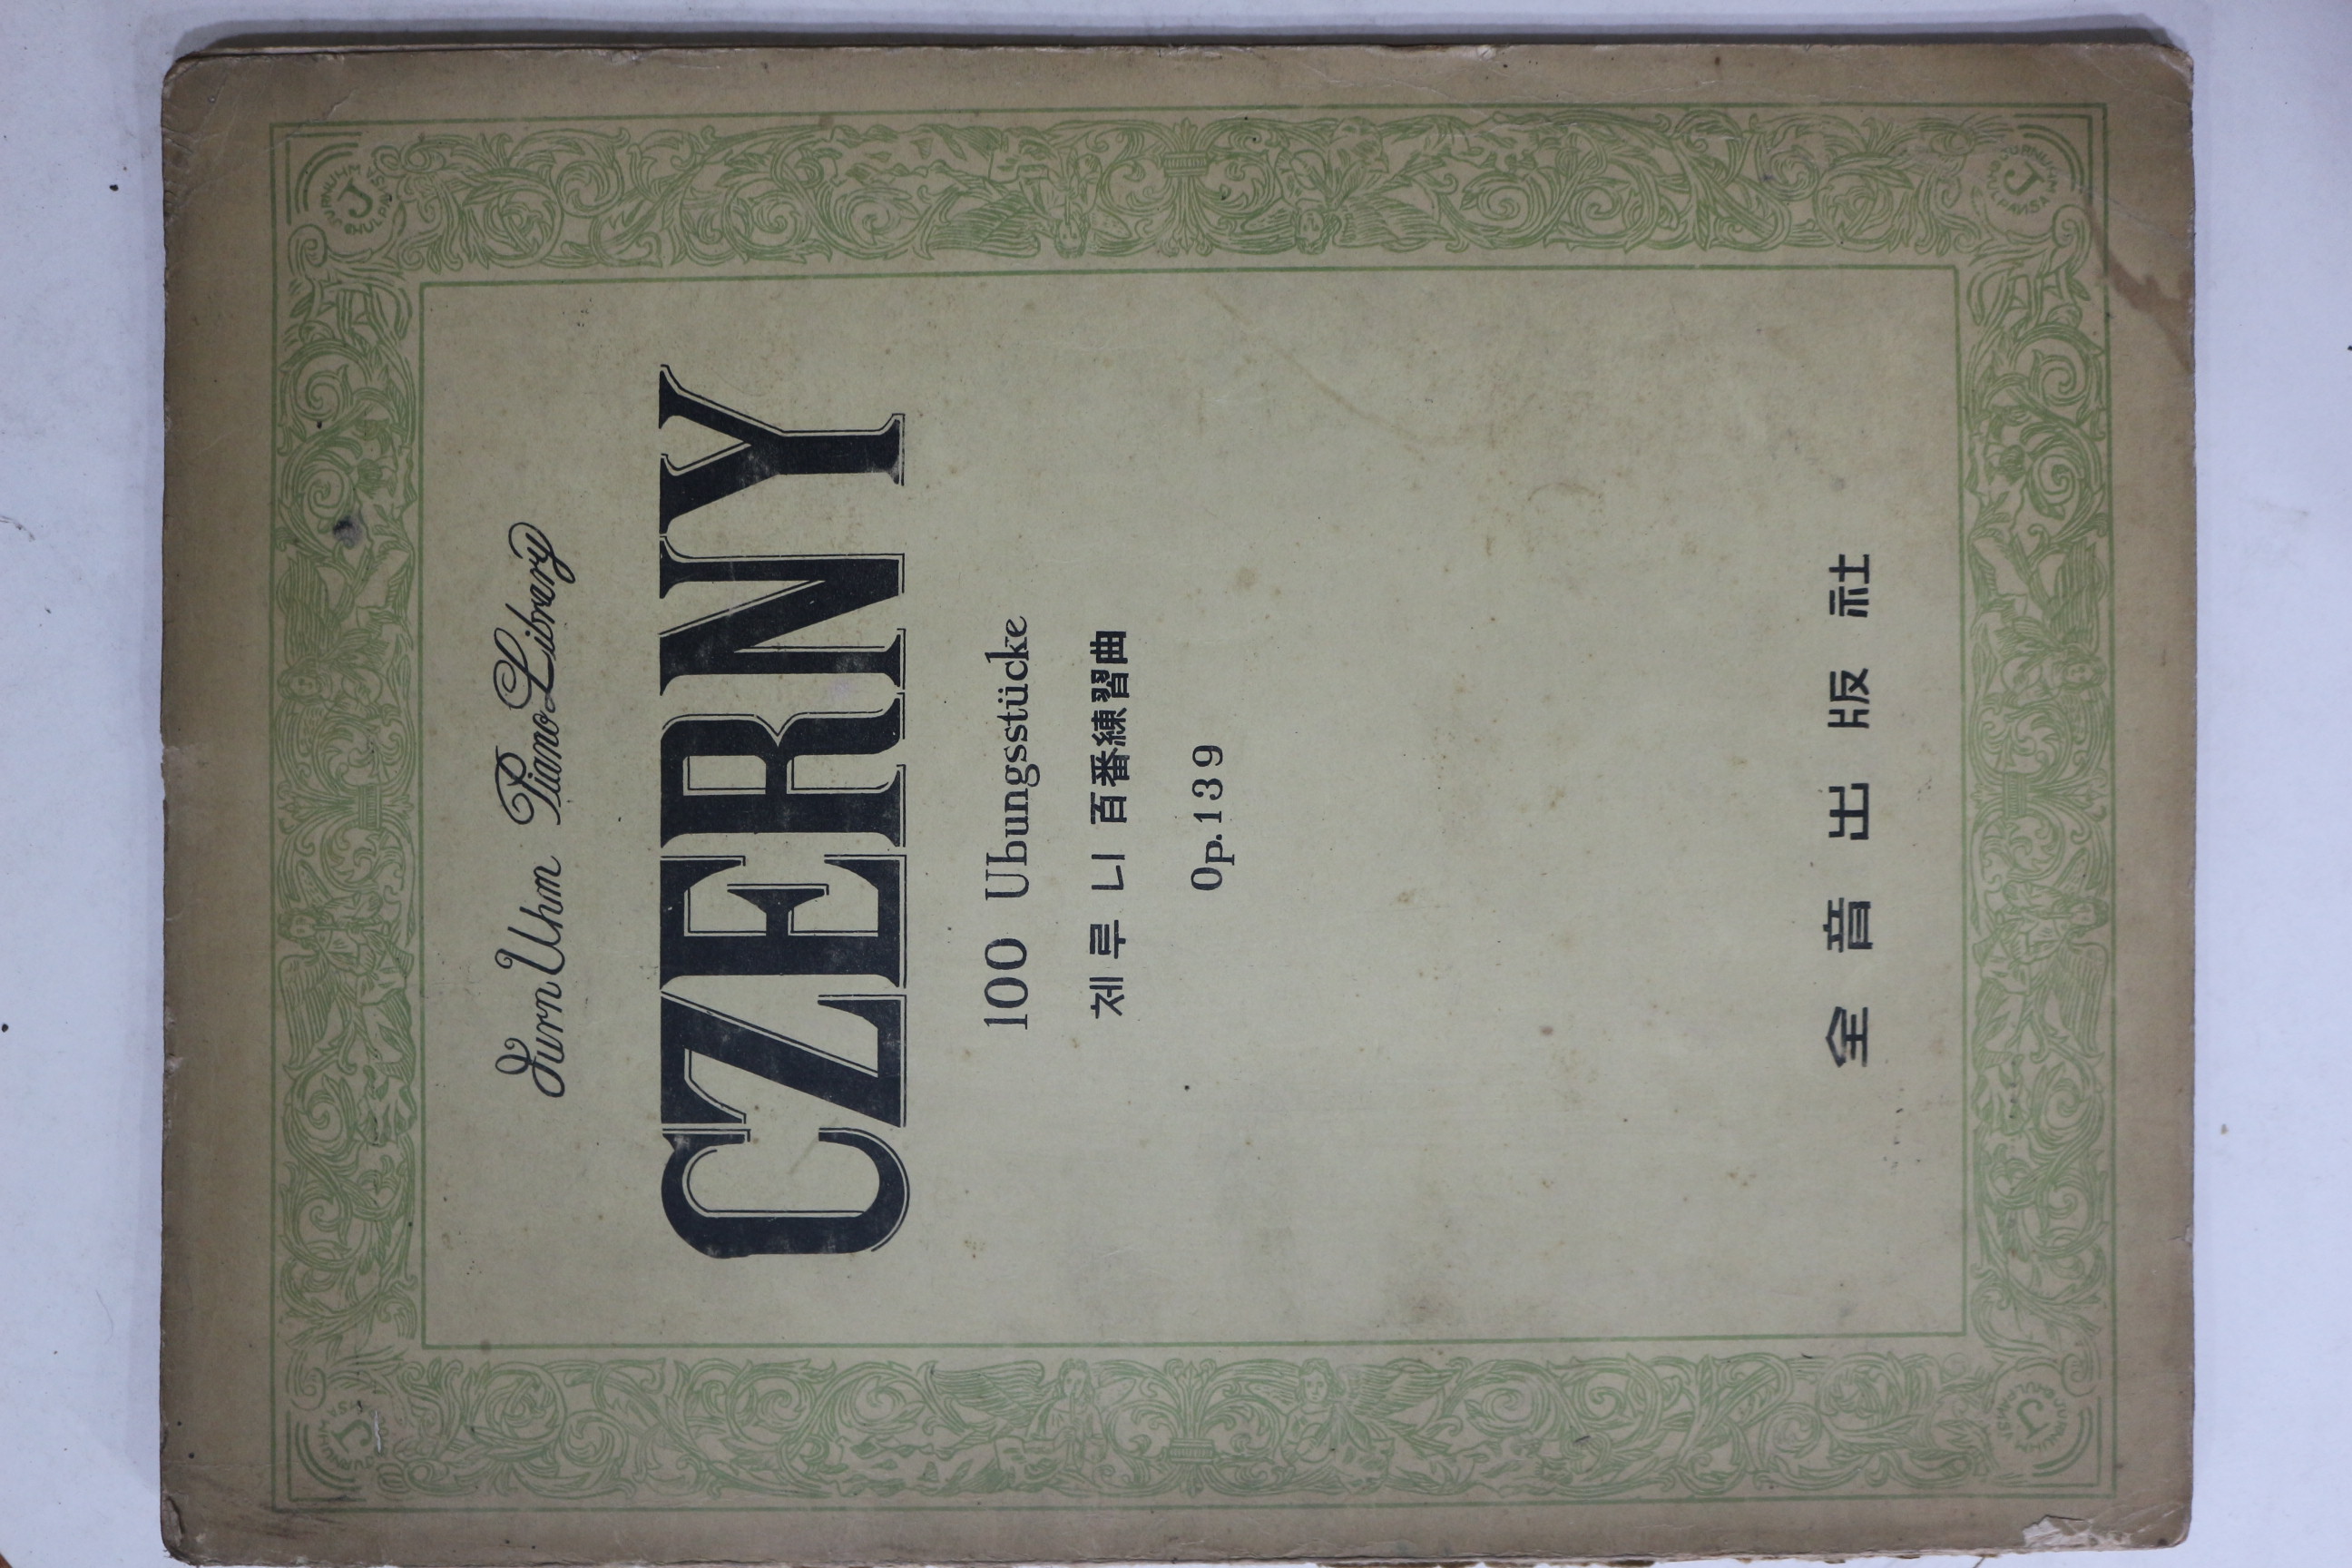 Jurn Uhm Piano Library
CZERNY
100 Ubungsstücke
체루니 百番練習曲
Op.139
全音出版社